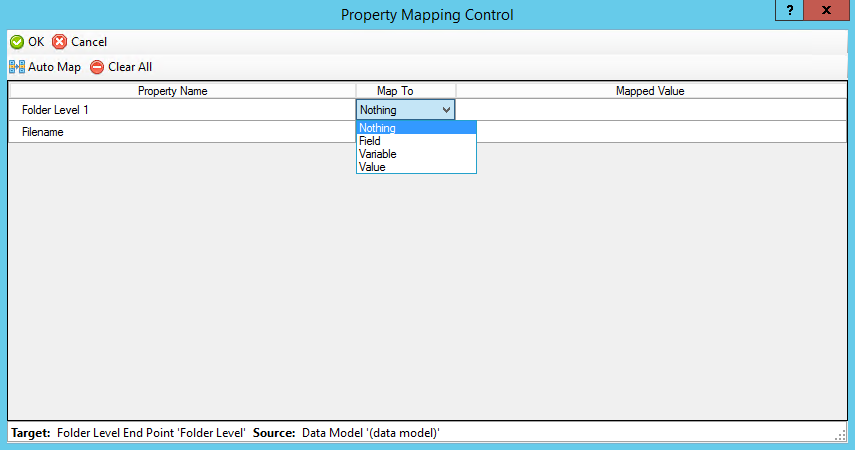 Property Mapping Control
? x
OK Cancel
Auto Map Clear All
Property Name Map To Mapped Value
Folder Level 1 Nothing
Filename
Nothing
Field
Variable
Value
Target: Folder Level End Point 'Folder Level' Source: Data Model '(data model)'